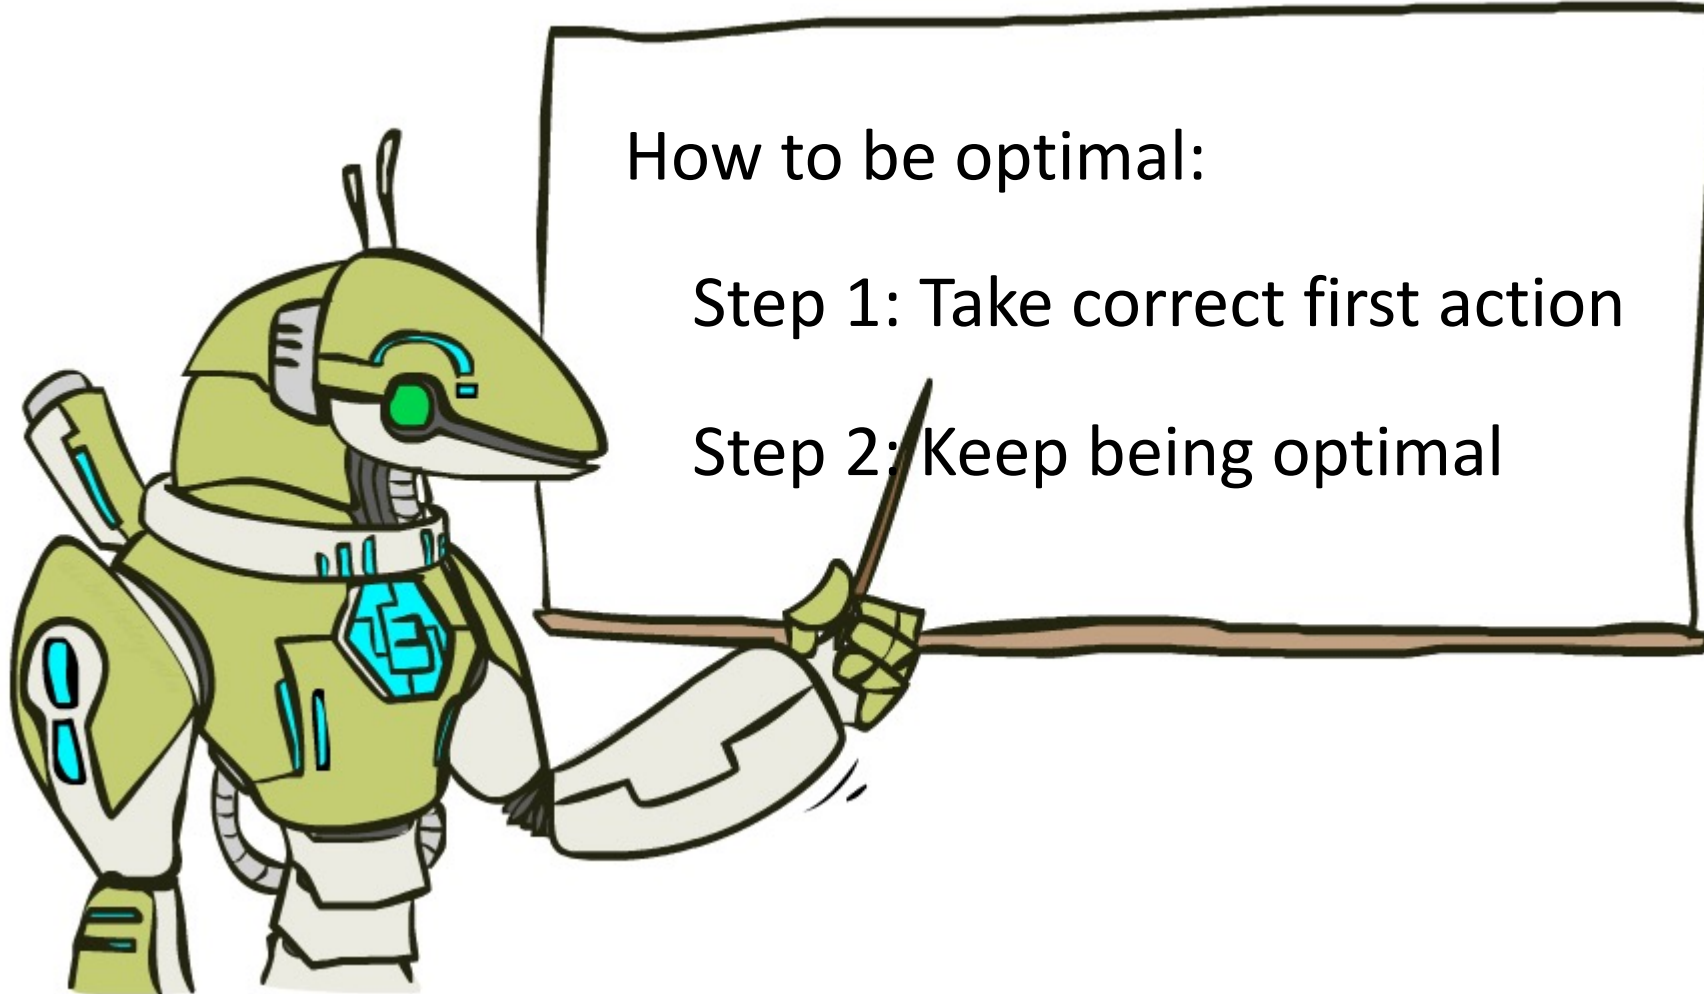 How to be optimal:
Step 1: Take correct first action
Step 2: Keep being optimal